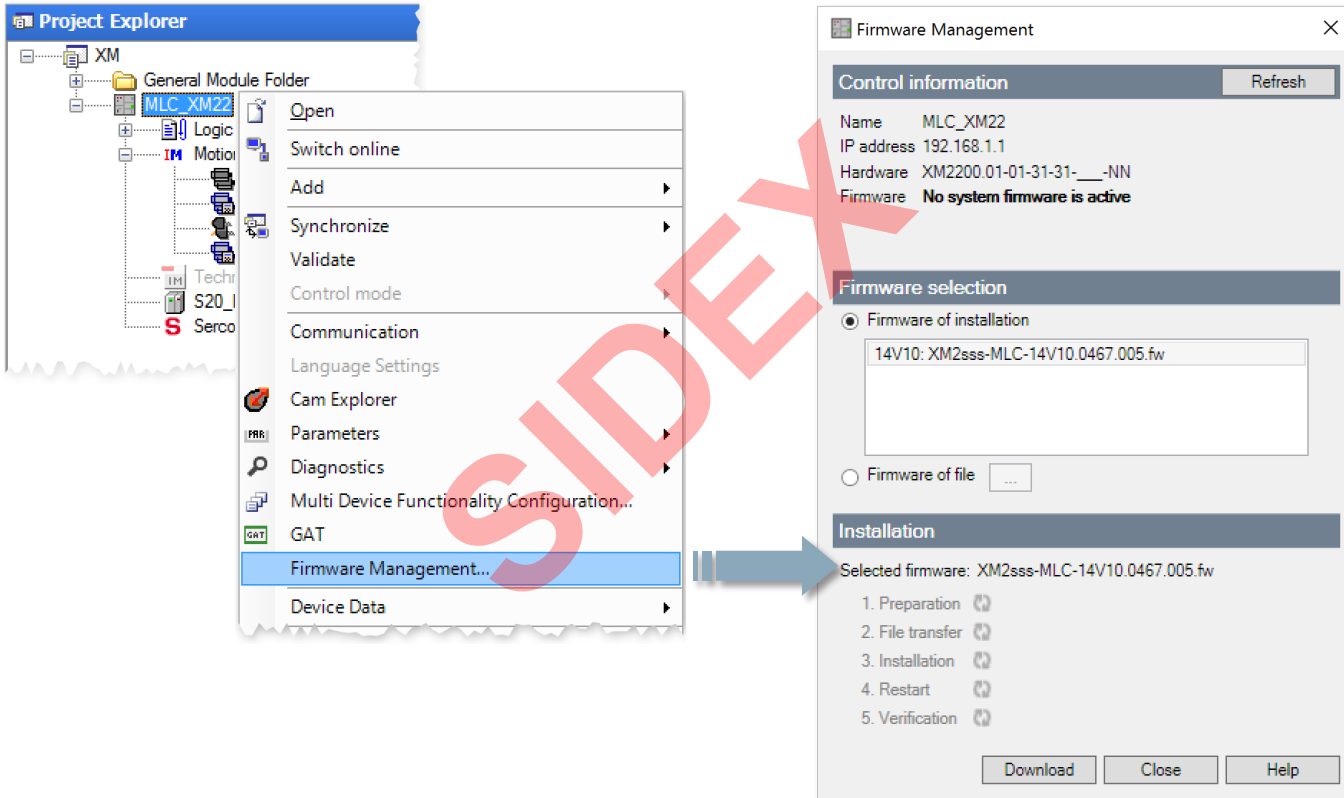 Project Explorer
XM
General Module Folder
MLC_XM22
Logic
IM Motion
IM Techn
S20_
S Serco
Open
Switch online
Add
Synchronize
Validate
Control mode
Communication
Language Settings
Cam Explorer
PAR Parameters
Diagnostics
Multi Device Functionality Configuration...
GAT GAT
Firmware Management...
Device Data
SIDEX
Firmware Management
Control information Refresh
Name MLC_XM22
IP address 192.168.1.1
Hardware XM2200.01-01-31-31-___-NN
Firmware No system firmware is active
Firmware selection
Firmware of installation
14V10: XM2sss-MLC-14V10.0467.005.fw
Firmware of file ...
Installation
Selected firmware: XM2sss-MLC-14V10.0467.005.fw
1. Preparation
2. File transfer
3. Installation
4. Restart
5. Verification
Download Close Help